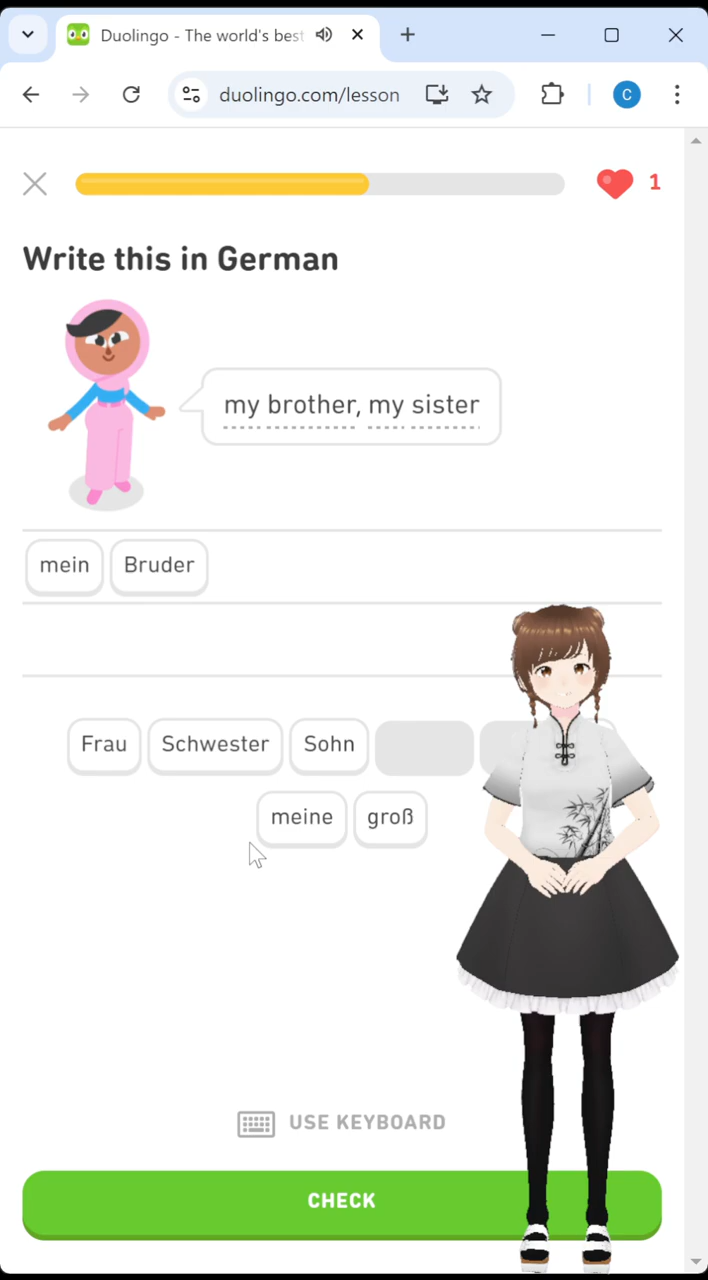 Duolingo - The world's best
duolingo.com/lesson
C
1
Write this in German
my brother, my sister
mein Bruder
Frau Schwester Sohn
meine groß
USE KEYBOARD
CHECK